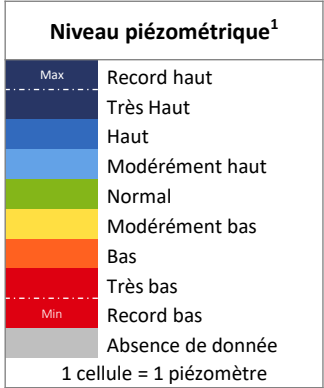 Niveau piézométrique¹
Max Record haut
Très Haut
Haut
Modérément haut
Normal
Modérément bas
Bas
Très bas
Min Record bas
Absence de donnée
1 cellule = 1 piézomètre